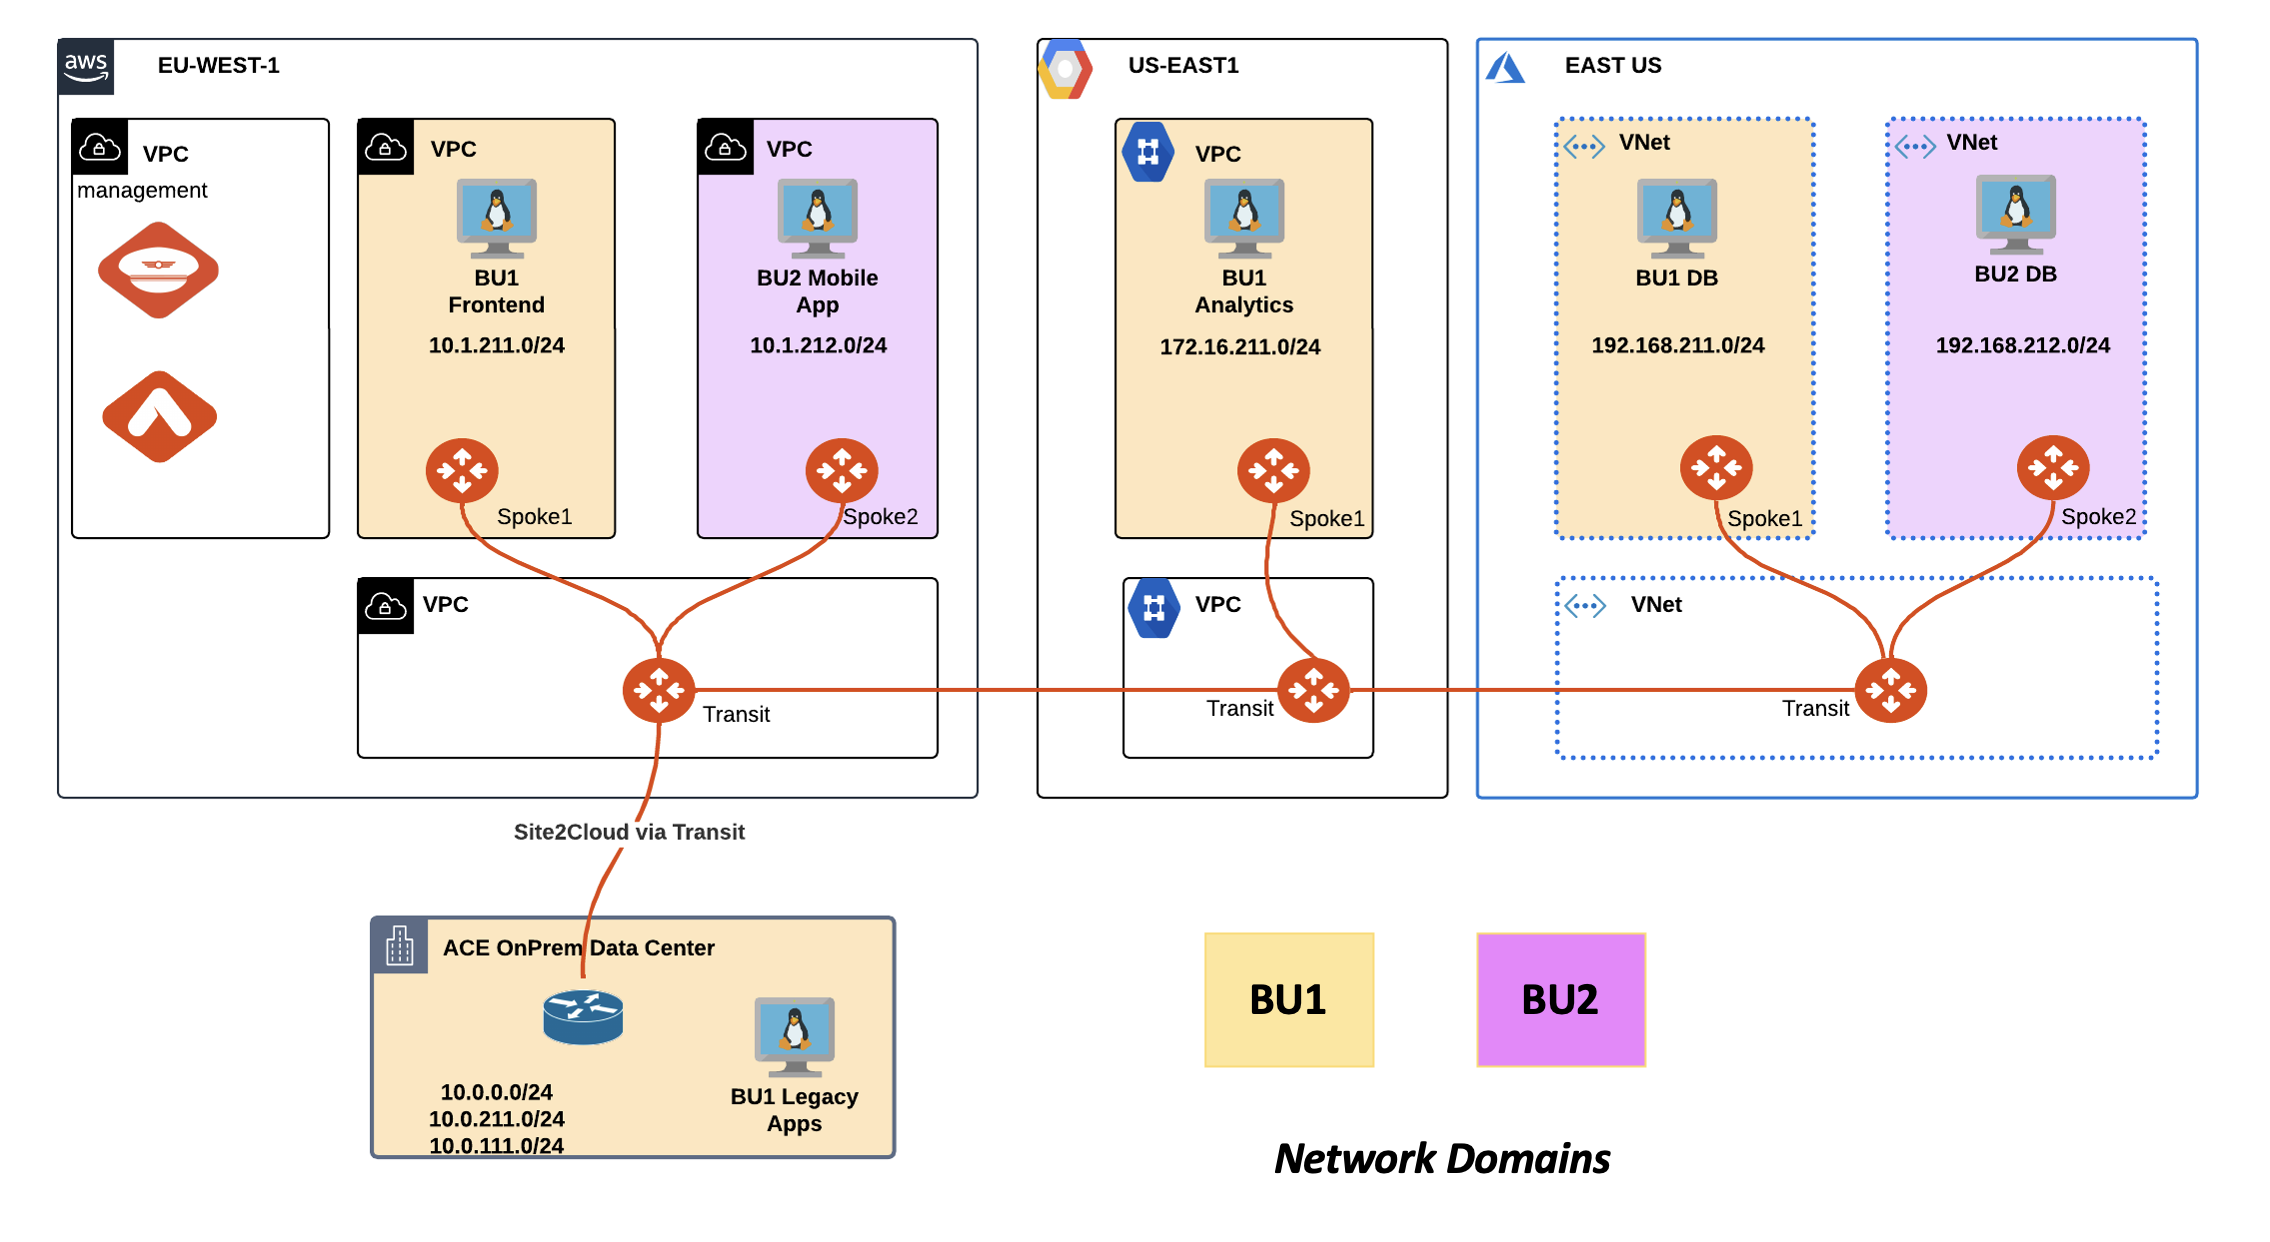 aws
EU-WEST-1
VPC
management
VPC
BU1
Frontend
10.1.211.0/24
Spoke1
VPC
BU2 Mobile
App
10.1.212.0/24
Spoke2
VPC
Transit
US-EAST1
VPC
BU1
Analytics
172.16.211.0/24
Spoke1
VPC
Transit
EAST US
VNet
BU1 DB
192.168.211.0/24
Spoke1
VNet
BU2 DB
192.168.212.0/24
Spoke2
VNet
Transit
Site2Cloud via Transit
ACE OnPrem Data Center
10.0.0.0/24
10.0.211.0/24
10.0.111.0/24
BU1 Legacy
Apps
BU1
BU2
Network Domains